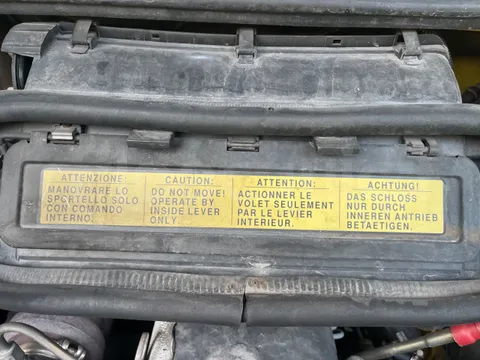 ATTENZIONE:
MANOVRARE LO
SPORTELLO SOLO
CON COMANDO
INTERNO.
CAUTION:
DO NOT MOVE!
OPERATE BY
INSIDE LEVER
ONLY.
ATTENTION:
ACTIONNER LE
VOLET SEULEMENT
PAR LE LEVIER
INTERIEUR.
ACHTUNG!
DAS SCHLOSS
NUR DURCH
INNEREN ANTRIEB
BETAETIGEN.